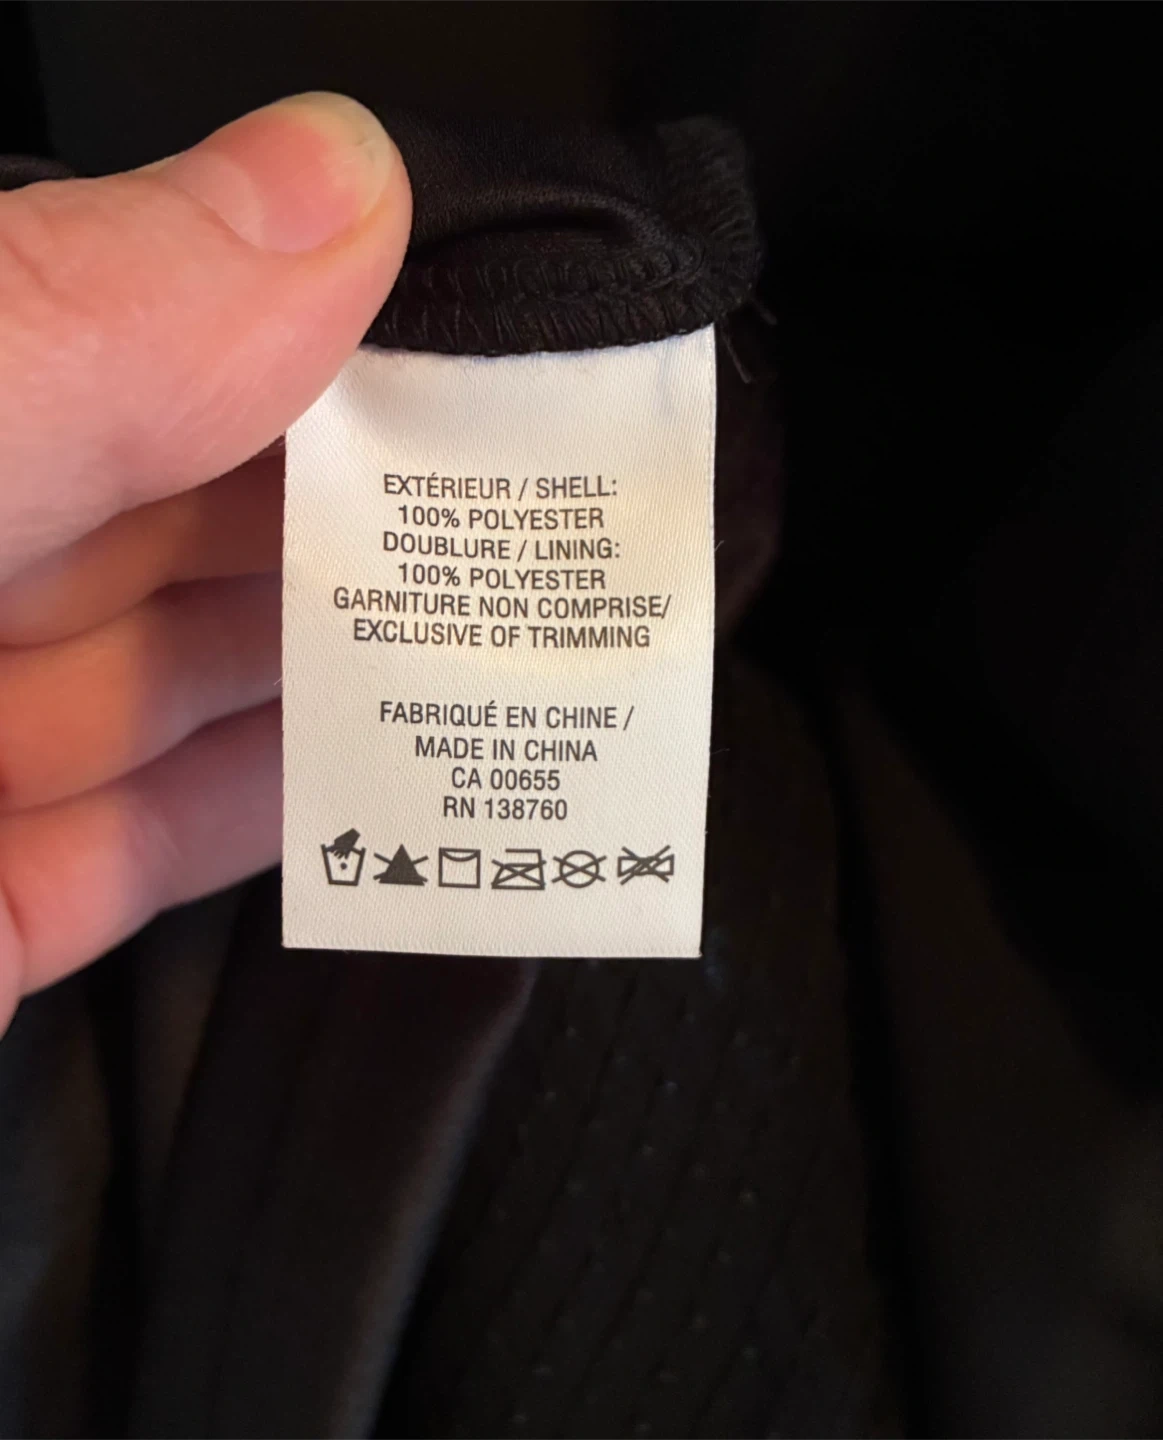 EXTÉRIEUR / SHELL:
100% POLYESTER
DOUBLURE / LINING:
100% POLYESTER
GARNITURE NON COMPRISE/
EXCLUSIVE OF TRIMMING
FABRIQUÉ EN CHINE /
MADE IN CHINA
CA 00655
RN 138760